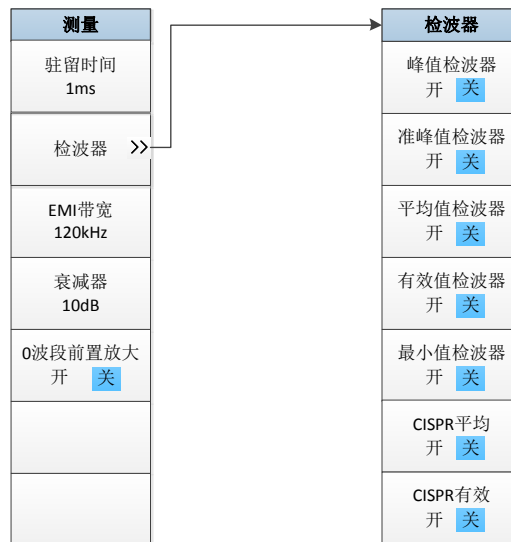 测量
驻留时间
1ms
检波器 >>
EMI带宽
120kHz
衰减器
10dB
0波段前置放大
开 关
检波器
峰值检波器
开 关
准峰值检波器
开 关
平均值检波器
开 关
有效值检波器
开 关
最小值检波器
开 关
CISPR平均
开 关
CISPR有效
开 关